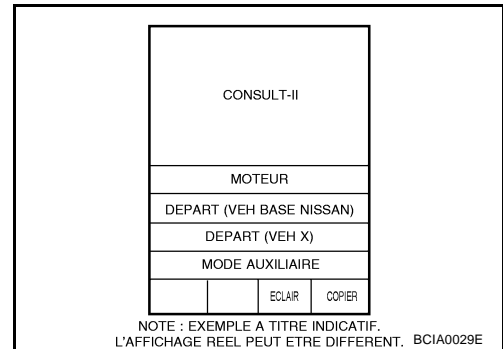 CONSULT-II
MOTEUR
DEPART (VEH BASE NISSAN)
DEPART (VEH X)
MODE AUXILIAIRE
ECLAIR COPIER
NOTE : EXEMPLE A TITRE INDICATIF.
L'AFFICHAGE REEL PEUT ETRE DIFFERENT. BCIA0029E